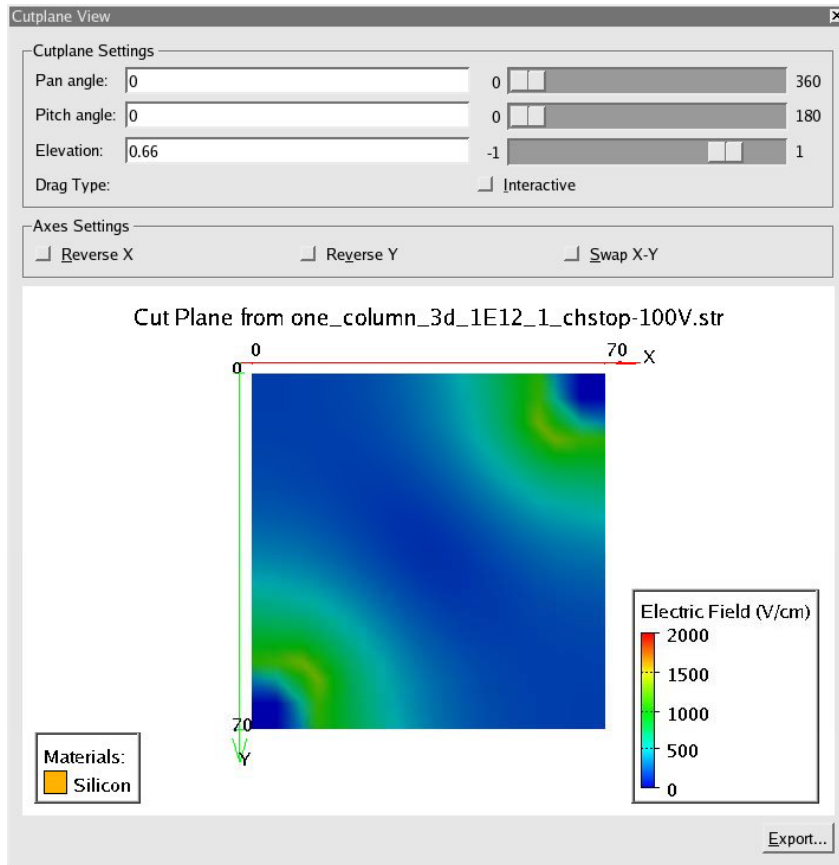 Cutplane View
Cutplane Settings
Pan angle: 0 0 360
Pitch angle: 0 0 180
Elevation: 0.66 -1 1
Drag Type: Interactive
Axes Settings
Reverse X Reverse Y Swap X-Y
Cut Plane from one_column_3d_1E12_1_chstop-100V.str
0 70 X
0
Electric Field (V/cm)
2000
1500
1000
500
0
70
Y
Materials:
Silicon
Export...